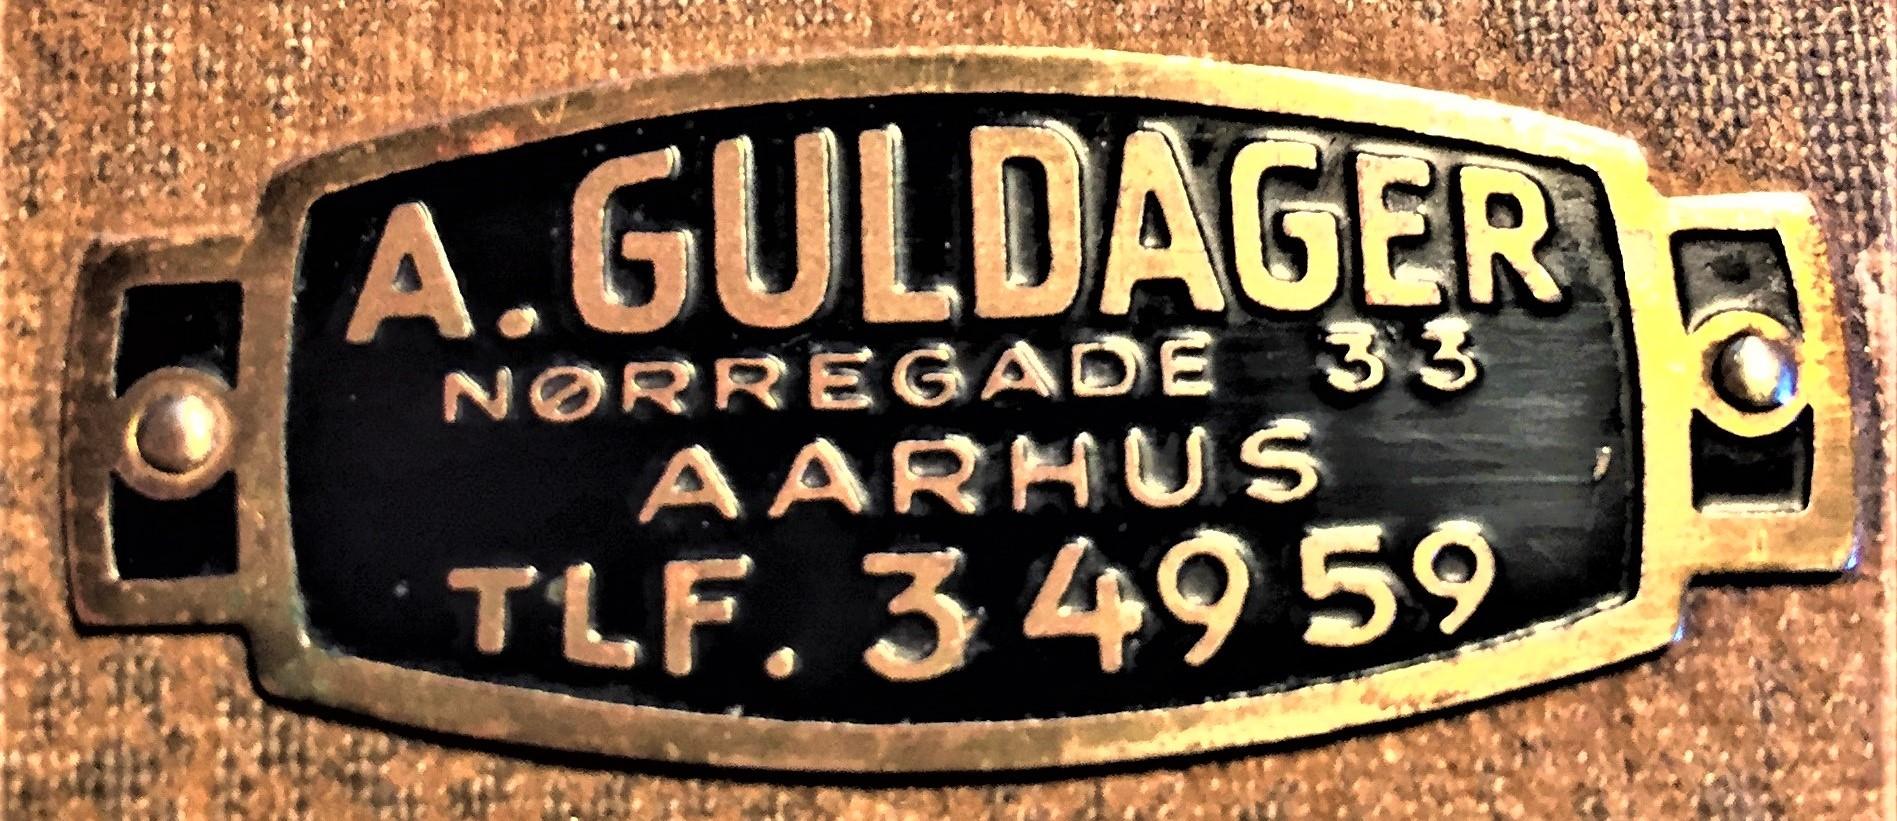 A. GULDAGER
NØRREGADE 33
AARHUS
TLF. 34959